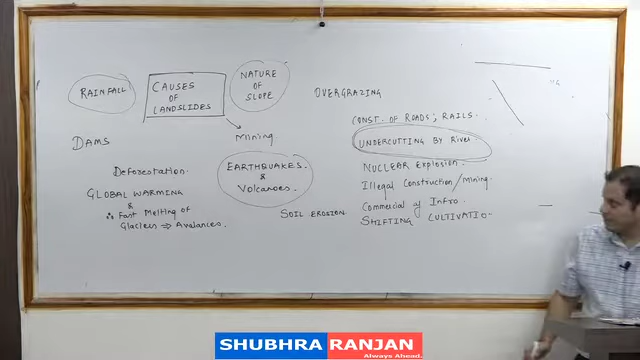 RAINFALL
CAUSES
OF
LANDSLIDES
NATURE
OF
SLOPE
OVERGRAZING
CONST. OF ROADS, RAILS.
DAMS
Mining
UNDERCUTTING BY River
NUCLEAR Explosion.
Deforestation.
EARTHQUAKES.
&
Volcanoes.
Illegal Construction/Mining.
GLOBAL WARMING
&
∴ Fast Melting of
Glaciers ⇒ Avalances.
SOIL EROSION
Commercial of Infro.
SHIFTING CULTIVATIO
SHUBHRA RANJAN
Always Ahead.